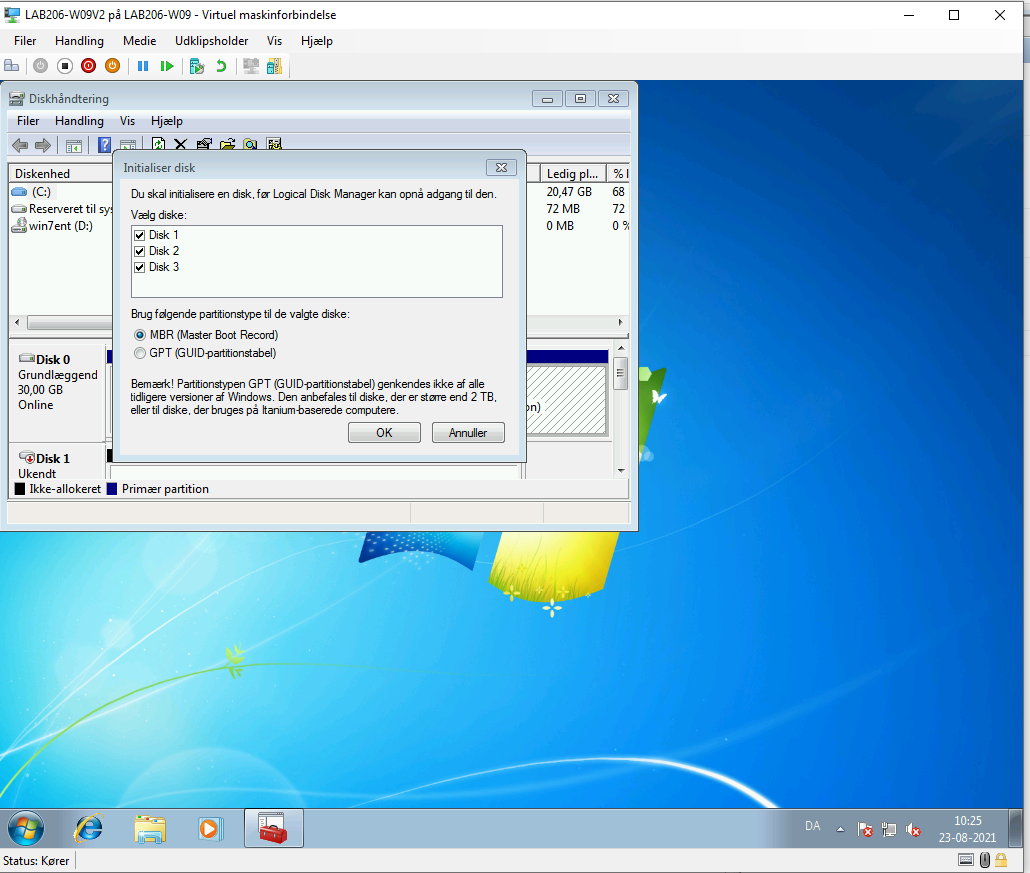 LAB206-W09V2 på LAB206-W09 - Virtuel maskinforbindelse
Filer Handling Medie Udklipsholder Vis Hjælp
Diskhåndtering
Filer Handling Vis Hjælp
Diskenhed Ledig pl... % l
(C:) 20,47 GB 68
Reserveret til sys 72 MB 72
win7ent (D:) 0 MB 0 %
Initialiser disk
Du skal initialisere en disk, før Logical Disk Manager kan opnå adgang til den.
Vælg diske:
Disk 1
Disk 2
Disk 3
Brug følgende partitionstype til de valgte diske:
MBR (Master Boot Record)
GPT (GUID-partitionstabel)
Bemærk! Partitionstypen GPT (GUID-partitionstabel) genkendes ikke af alle
tidligere versioner af Windows. Den anbefales til diske, der er større end 2 TB,
eller til diske, der bruges på Itanium-baserede computere.
OK Annuller
Disk 0
Grundlæggend
30,00 GB
Online
on)
Disk 1
Ukendt
Ikke-allokeret Primær partition
DA
10:25
23-08-2021
Status: Kører